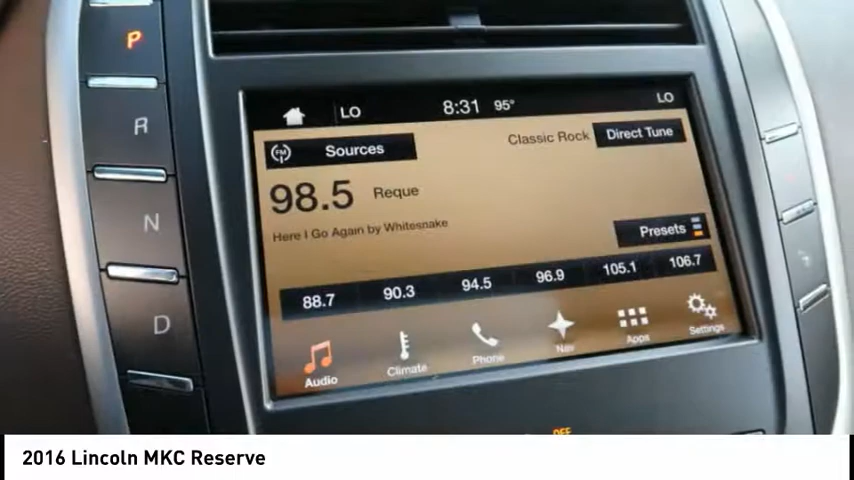 P
R
N
D
LO 8:31 95° LO
FM Sources Classic Rock Direct Tune
98.5 Reque
Here I Go Again by Whitesnake
Presets
88.7 90.3 94.5 96.9 105.1 106.7
Audio Climate Phone Nav Apps Settings
OFF
2016 Lincoln MKC Reserve